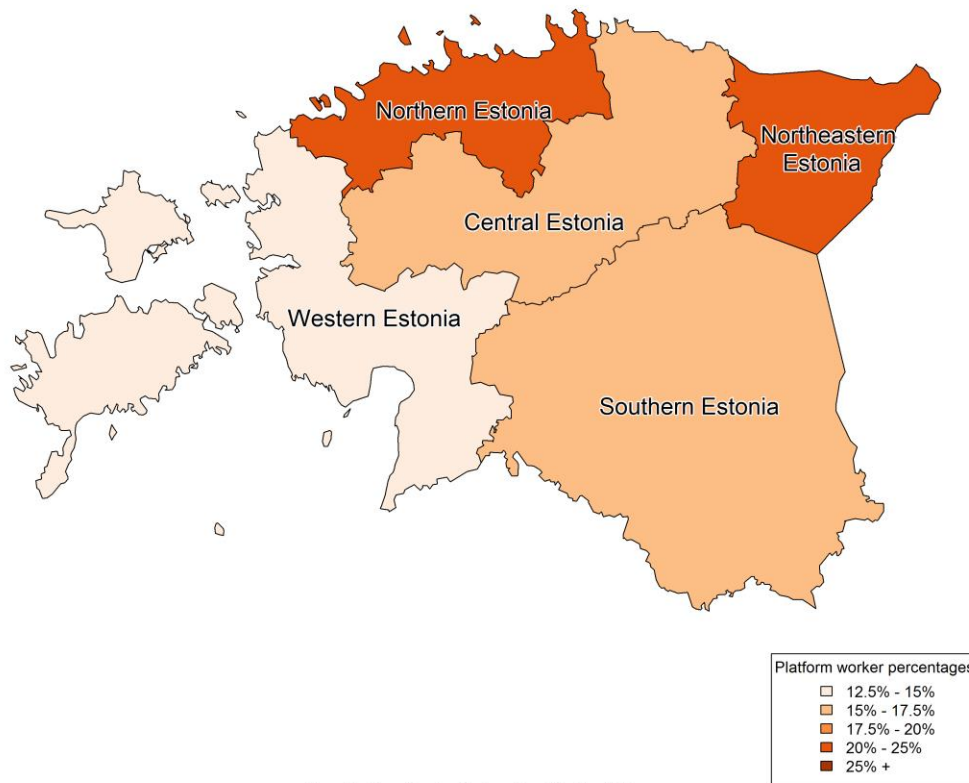 Northern Estonia
Northeastern
Estonia
Central Estonia
Western Estonia
Southern Estonia
Platform worker percentages
12.5% - 15%
15% - 17.5%
17.5% - 20%
20% - 25%
25% +